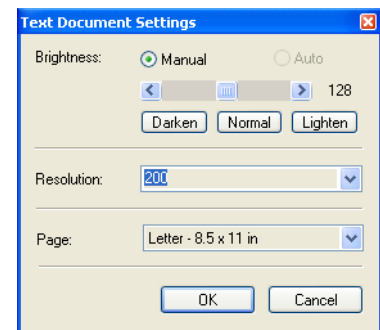 Text Document Settings
Brightness: Manual Auto
128
Darken Normal Lighten
Resolution: 200
Page: Letter - 8.5 x 11 in
OK Cancel